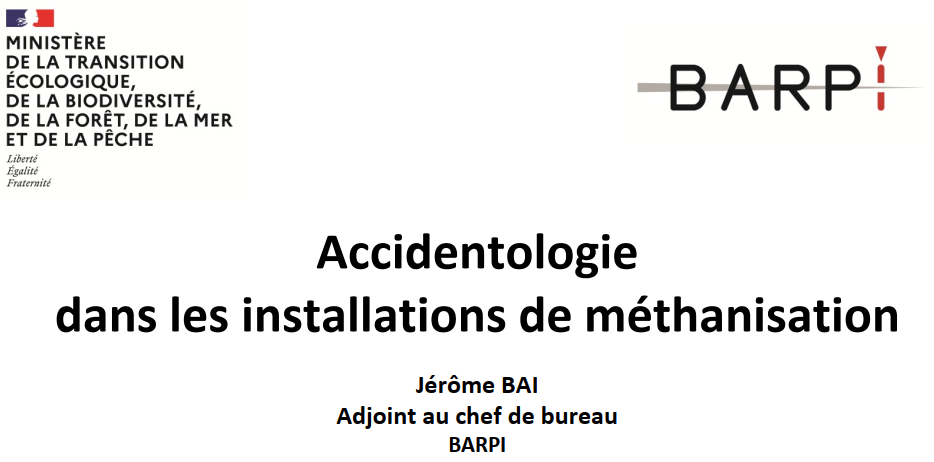 MINISTÈRE
DE LA TRANSITION
ÉCOLOGIQUE,
DE LA BIODIVERSITÉ,
DE LA FORÊT, DE LA MER
ET DE LA PÊCHE
Liberté
Égalité
Fraternité
BARPI
Accidentologie
dans les installations de méthanisation
Jérôme BAI
Adjoint au chef de bureau
BARPI